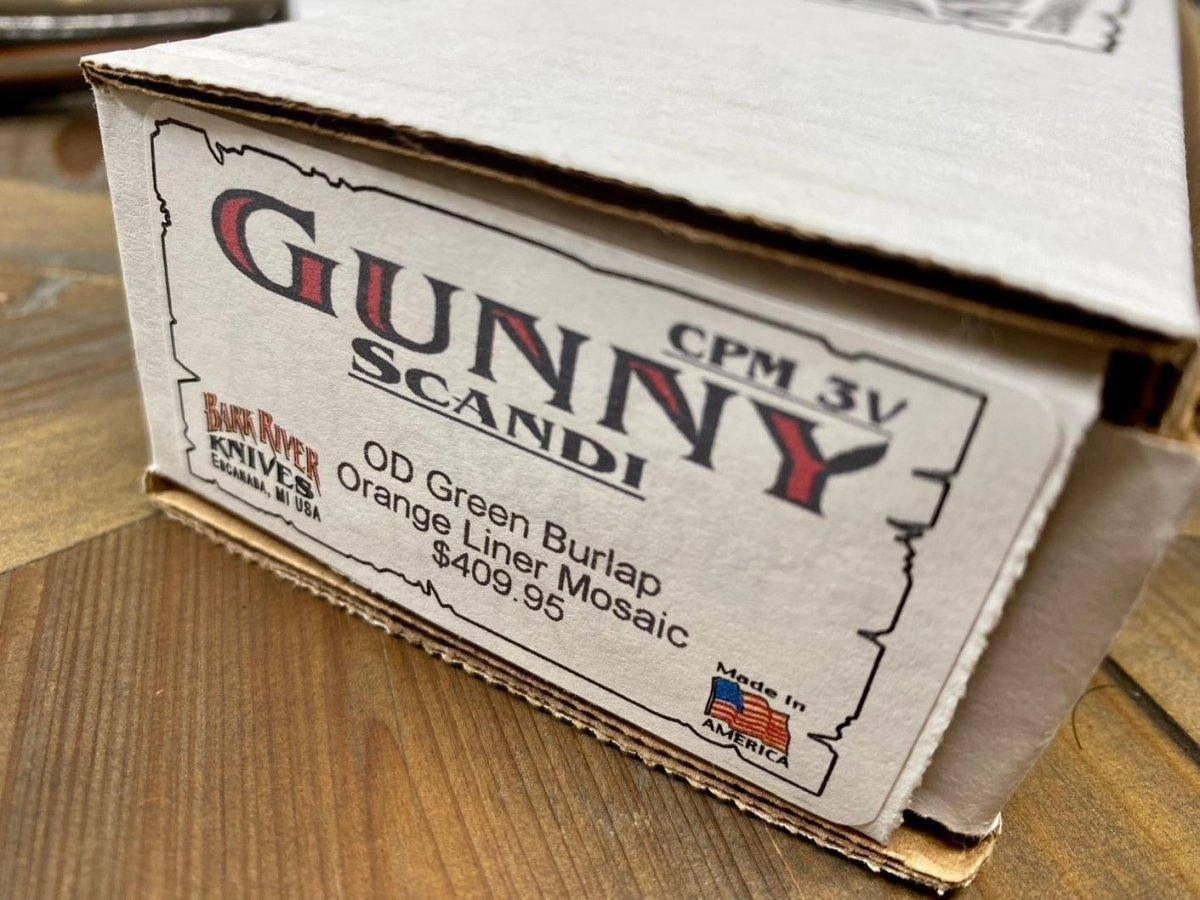 GUNNY
CPM 3V
SCANDI
BARK RIVER
KNIVES
ESCANABA, MI USA
OD Green Burlap
Orange Liner Mosaic
$409.95
Made In
AMERICA